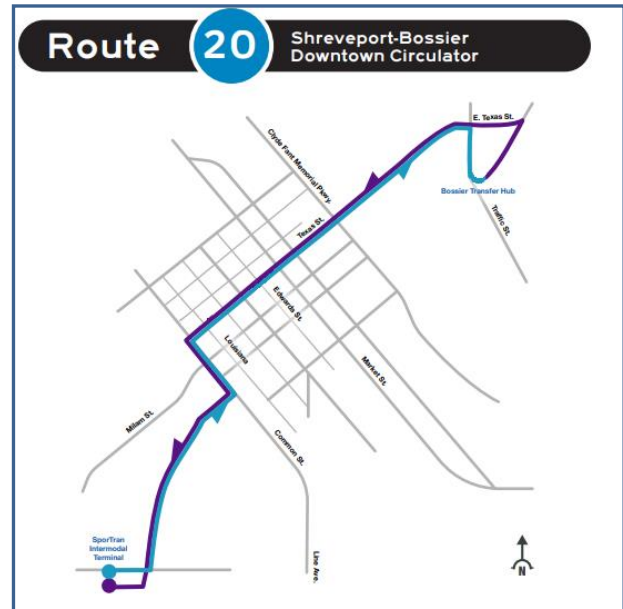 Route 20 Shreveport-Bossier
Downtown Circulator
E. Texas St.
Clyde Fant Memorial Pkwy.
Bossier Transfer Hub
Traffic St.
Texas St.
Edwards St.
Louisiana
Market St.
Milam St.
Common St.
SporTran
Intermodal
Terminal
Line Ave.
N